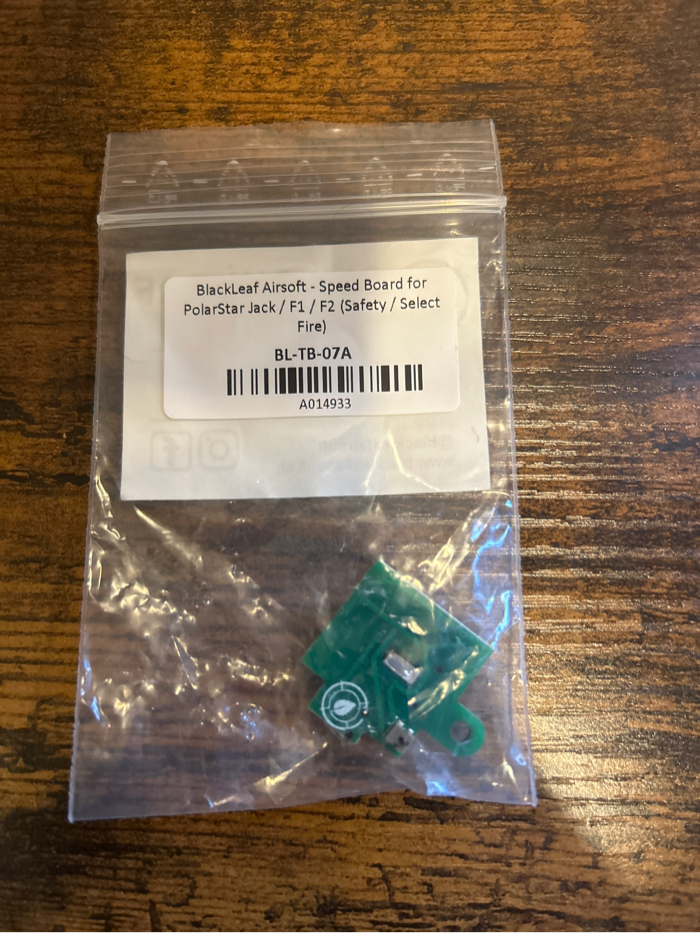 BlackLeaf Airsoft - Speed Board for
PolarStar Jack / F1 / F2 (Safety / Select
Fire)
BL-TB-07A
A014933